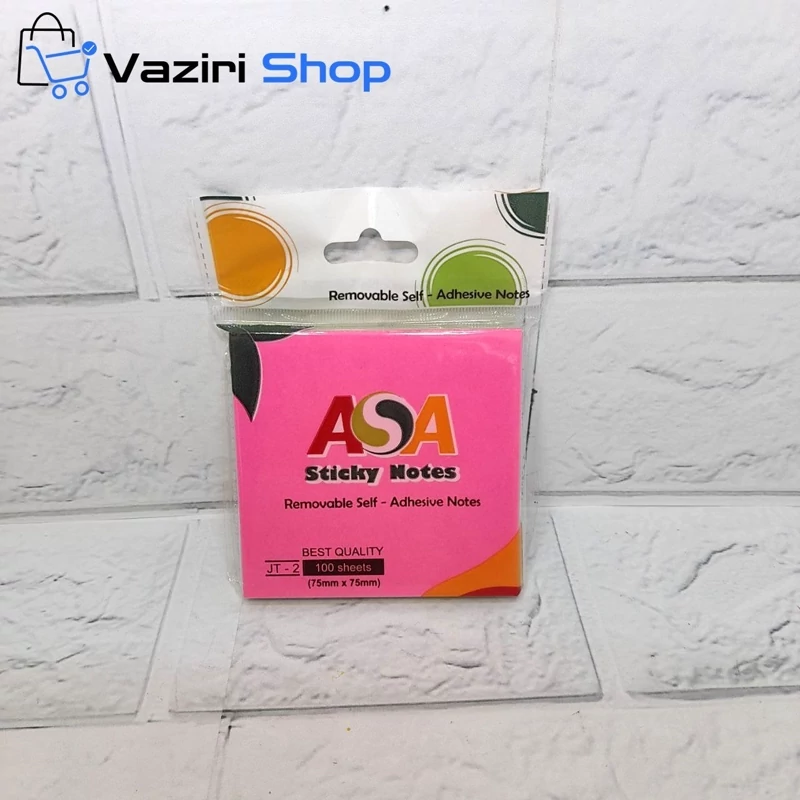 Vaziri Shop
Removable Self - Adhesive Notes
ASA
Sticky Notes
Removable Self - Adhesive Notes
BEST QUALITY
JT - 2 100 sheets
(75mm x 75mm)